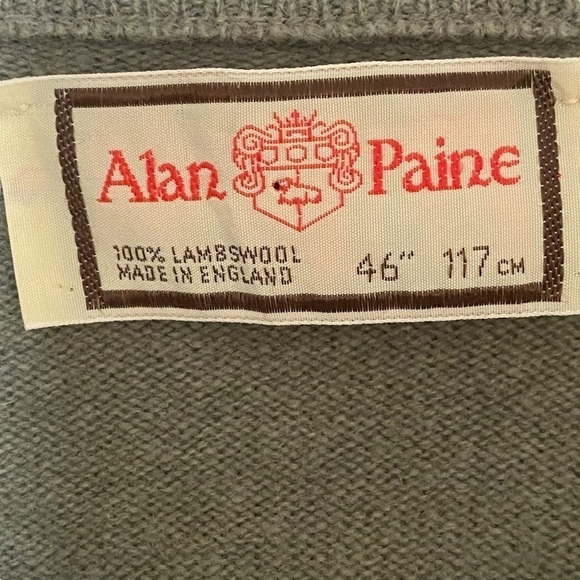 Alan Paine
100% LAMBSWOOL
MADE IN ENGLAND 46" 117 CM